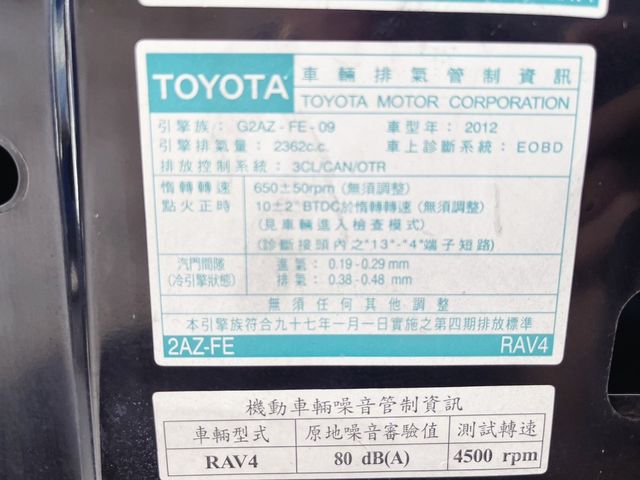 TOYOTA 車輛排氣管制資訊
TOYOTA MOTOR CORPORATION
引擎族：G2AZ-FE-09 車型年：2012
引擎排氣量：2362c.c. 車上診斷系統：EOBD
排放控制系統：3CL/CAN/OTR
惰轉轉速 650±50rpm (無須調整)
點火正時 10±2° BTDC於惰轉轉速 (無須調整)
(見車輛進入檢查模式)
(診斷接頭內之"13"-"4"端子短路)
汽門間隙 進氣：0.19-0.29 mm
(冷引擎狀態) 排氣：0.38-0.48 mm
無須任何其他調整
本引擎族符合九十七年一月一日實施之第四期排放標準
2AZ-FE RAV4
機動車輛噪音管制資訊
車輛型式 原地噪音審驗值 測試轉速
RAV4 80 dB(A) 4500 rpm